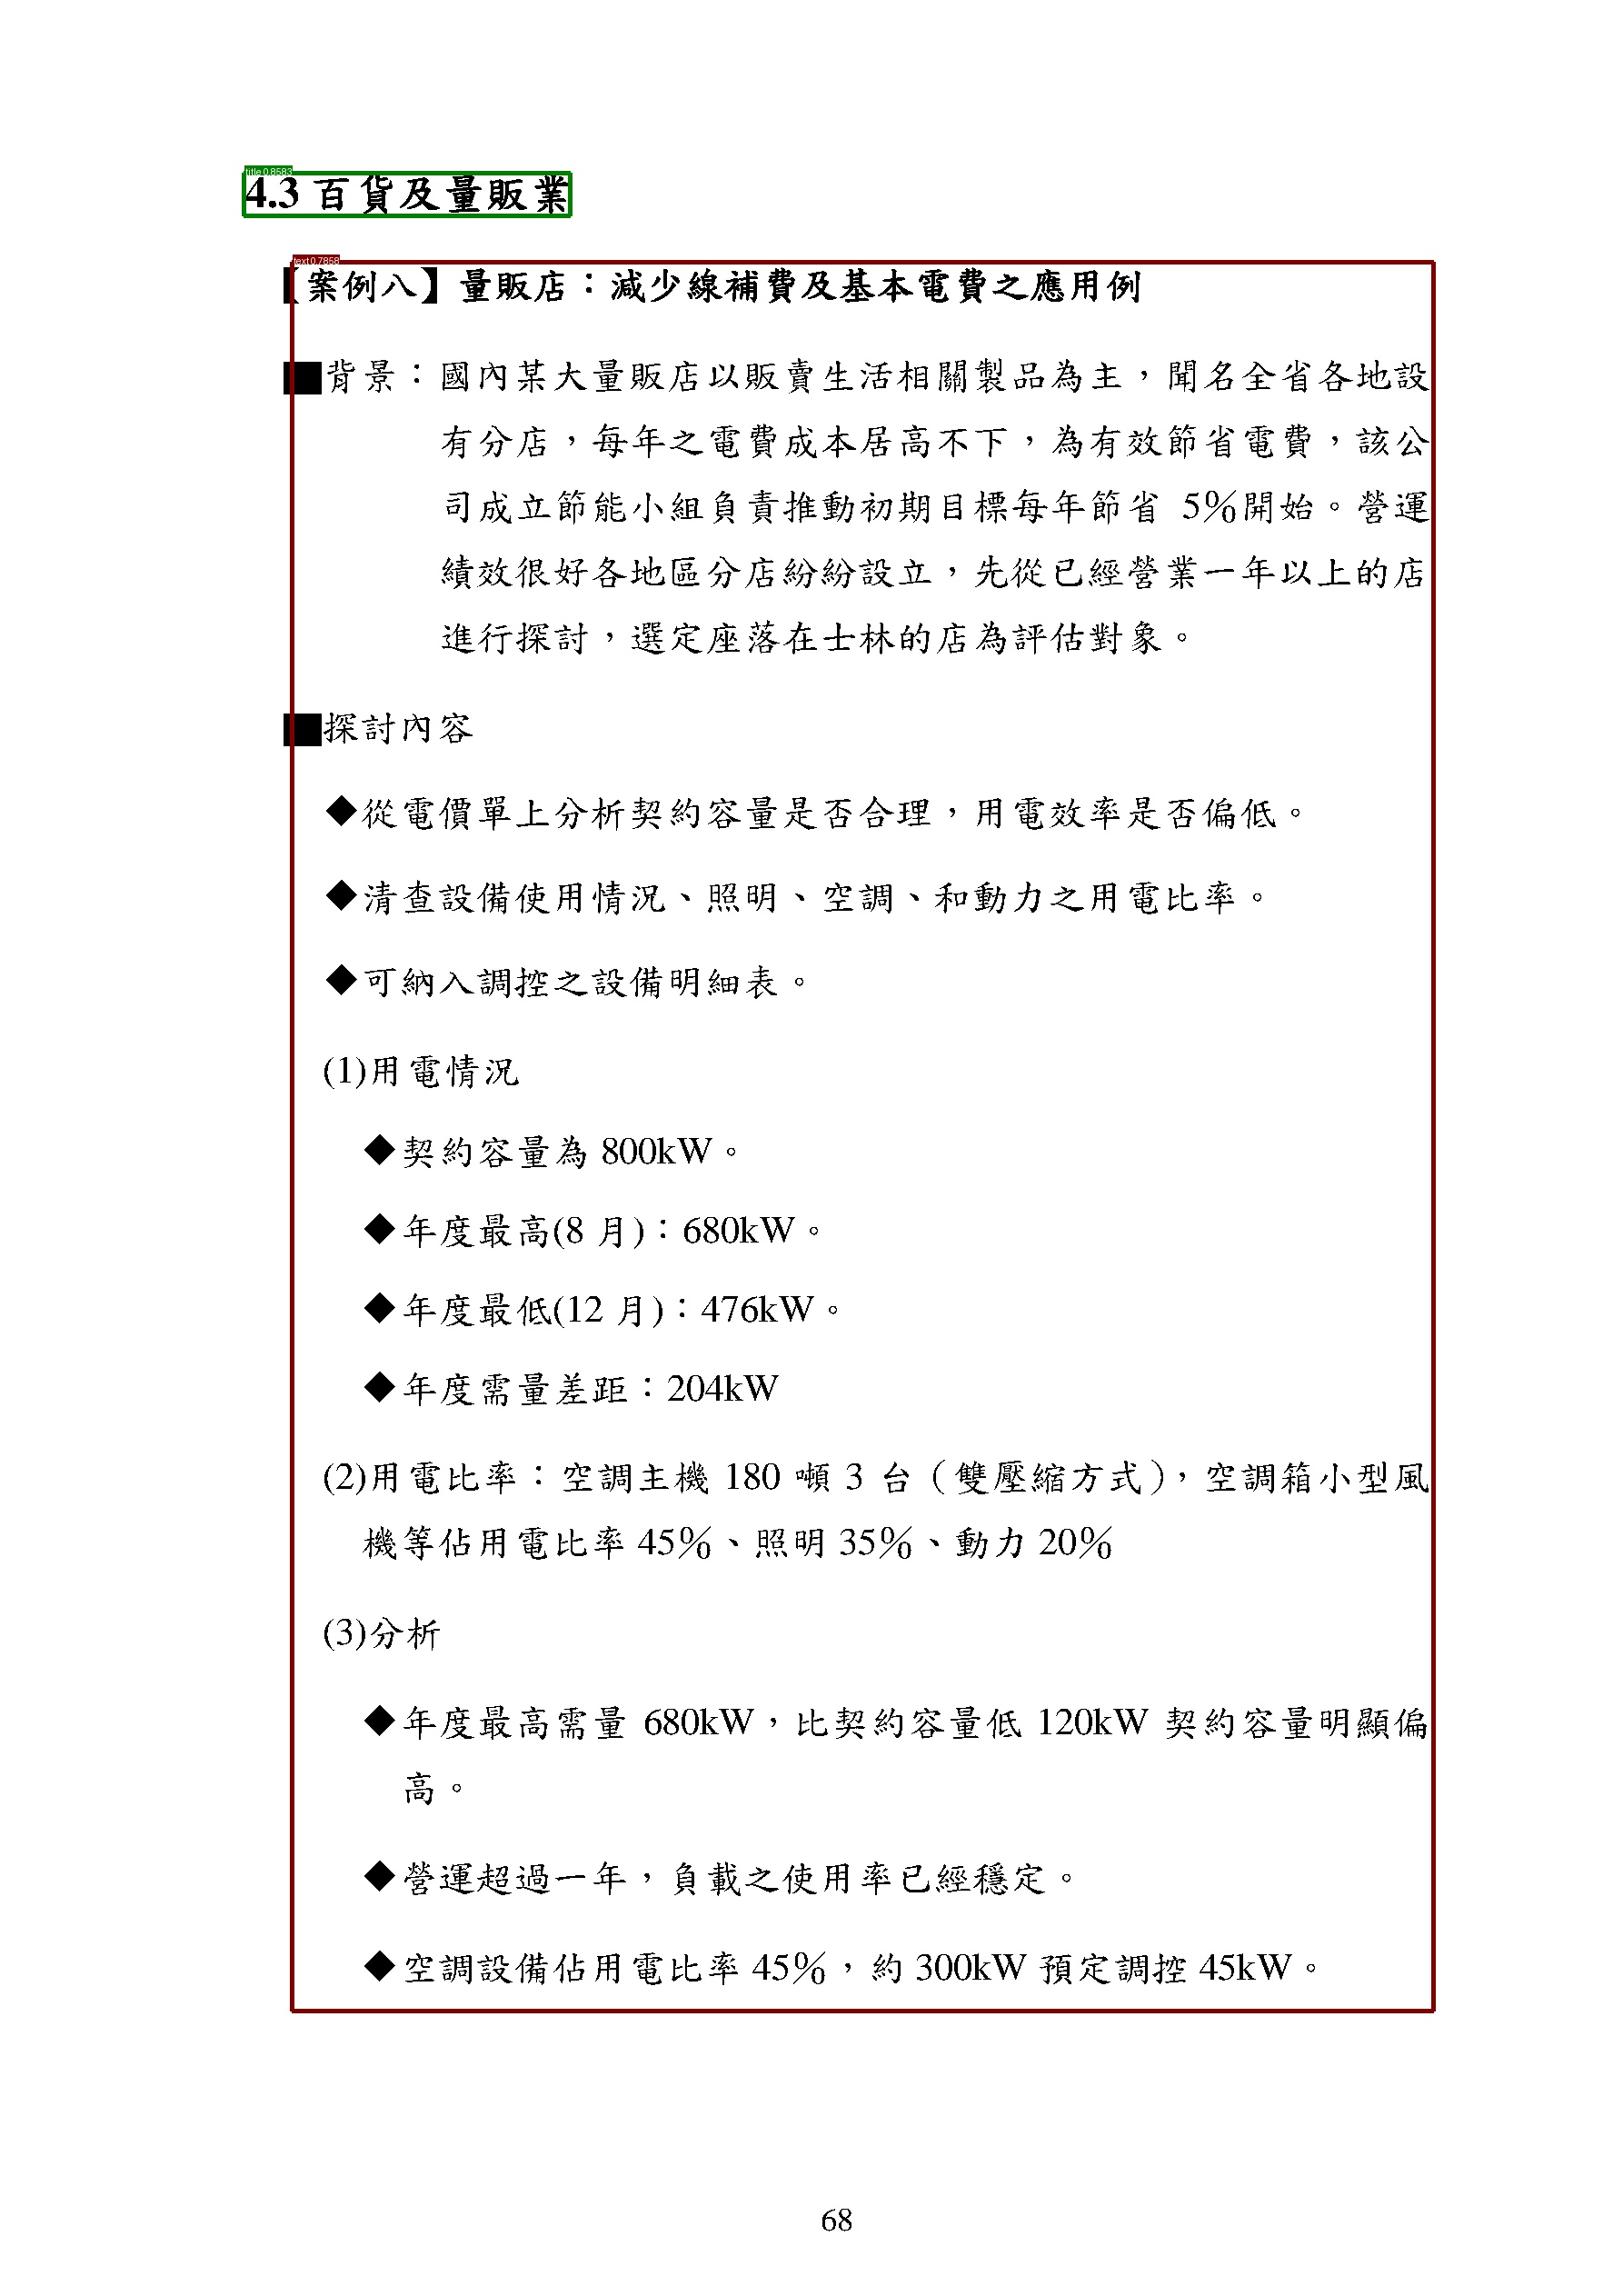 title 0.8583
4.3 百貨及量販業
text 0.7858
【案例八】量販店：減少線補費及基本電費之應用例
■背景：國內某大量販店以販賣生活相關製品為主，聞名全省各地設
有分店，每年之電費成本居高不下，為有效節省電費，該公
司成立節能小組負責推動初期目標每年節省 5％開始。營運
績效很好各地區分店紛紛設立，先從已經營業一年以上的店
進行探討，選定座落在士林的店為評估對象。
■探討內容
◆從電價單上分析契約容量是否合理，用電效率是否偏低。
◆清查設備使用情況、照明、空調、和動力之用電比率。
◆可納入調控之設備明細表。
(1)用電情況
◆契約容量為 800kW。
◆年度最高(8 月)：680kW。
◆年度最低(12 月)：476kW。
◆年度需量差距：204kW
(2)用電比率：空調主機 180 噸 3 台（雙壓縮方式），空調箱小型風
機等佔用電比率 45％、照明 35％、動力 20％
(3)分析
◆年度最高需量 680kW，比契約容量低 120kW 契約容量明顯偏
高。
◆營運超過一年，負載之使用率已經穩定。
◆空調設備佔用電比率 45％，約 300kW 預定調控 45kW。
68